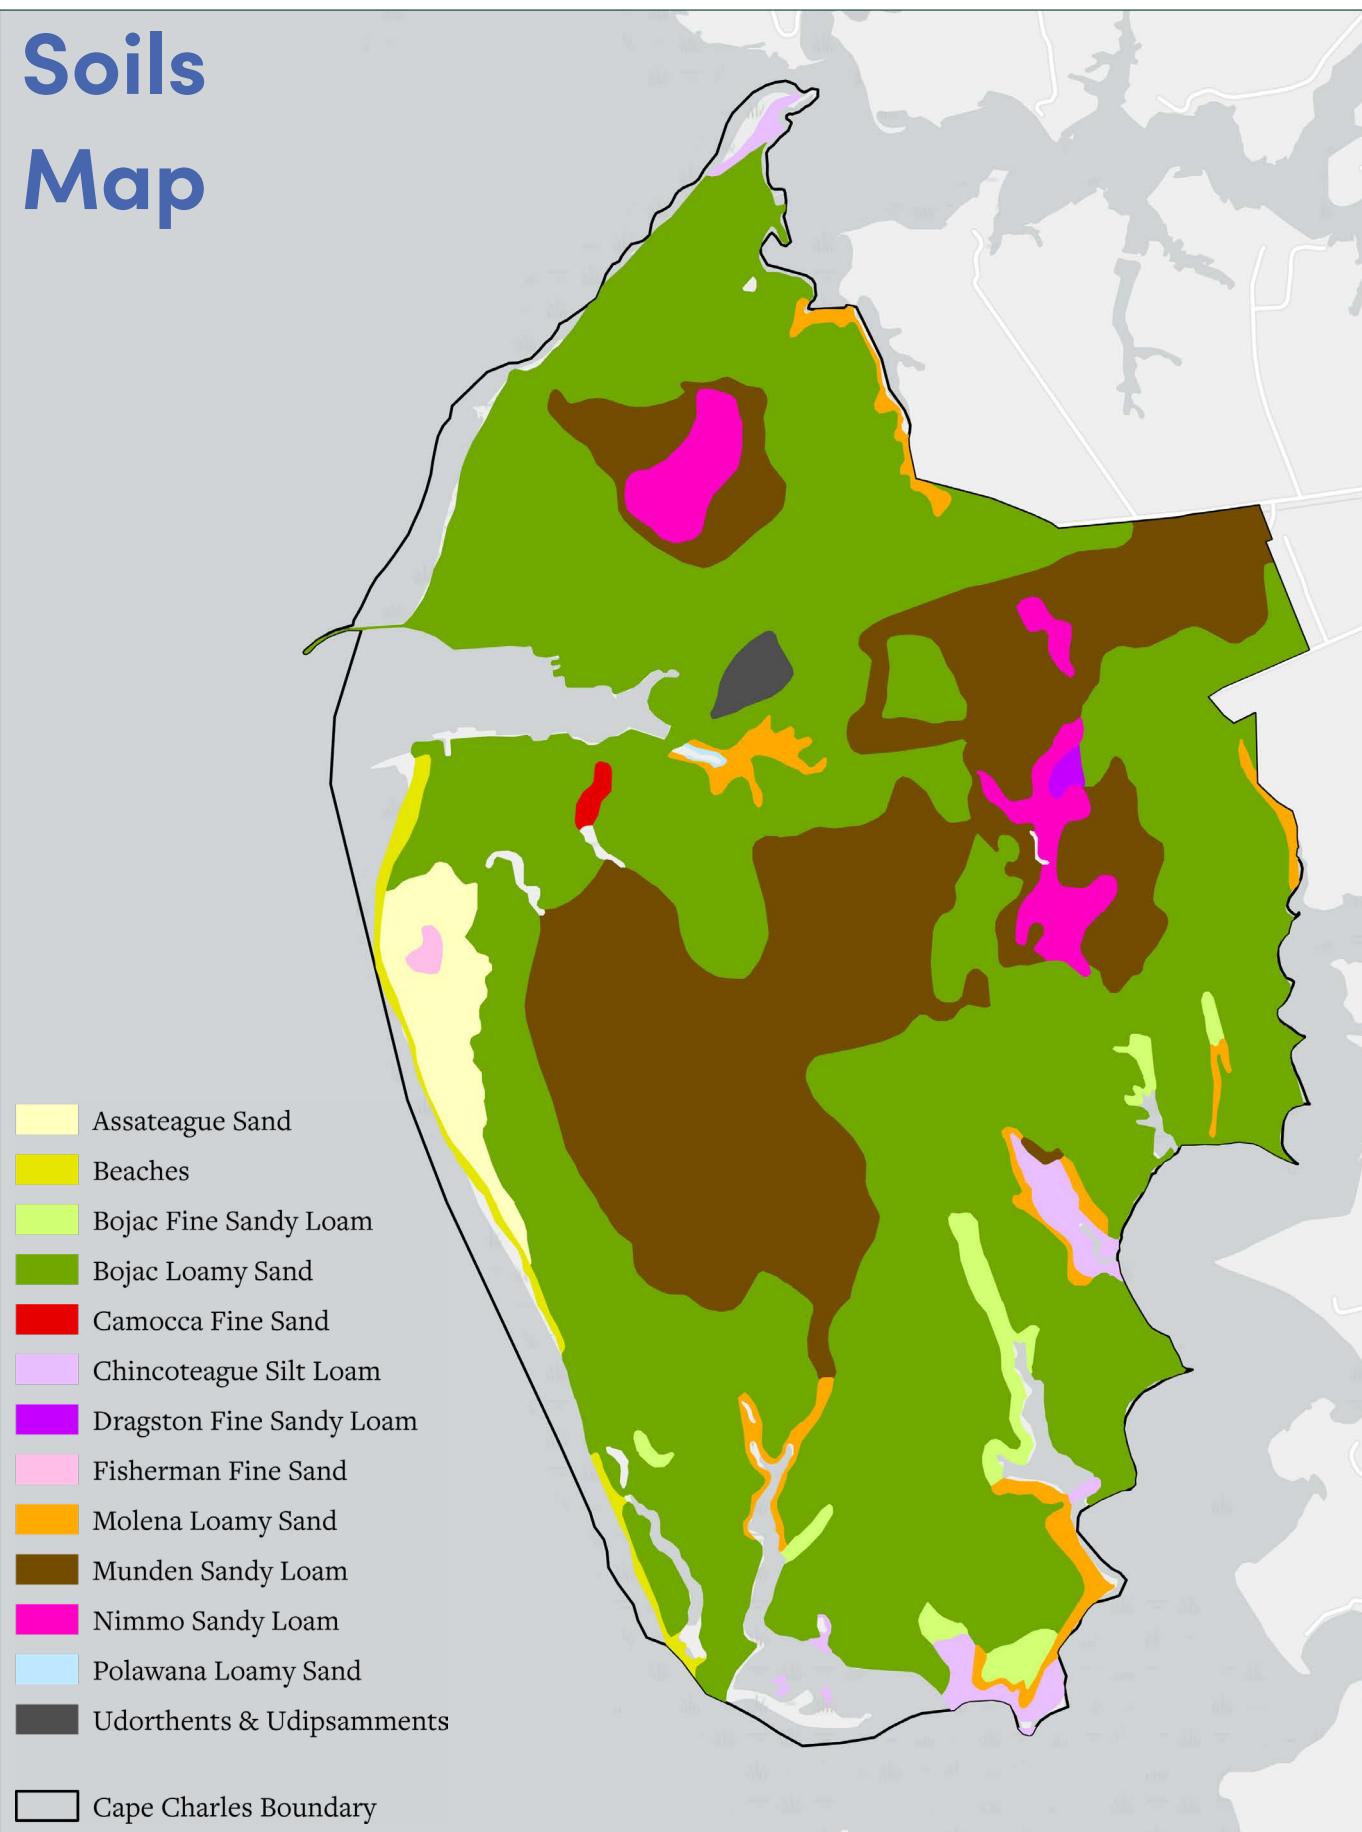 Soils
Map
Assateague Sand
Beaches
Bojac Fine Sandy Loam
Bojac Loamy Sand
Camocca Fine Sand
Chincoteague Silt Loam
Dragston Fine Sandy Loam
Fisherman Fine Sand
Molena Loamy Sand
Munden Sandy Loam
Nimmo Sandy Loam
Polawana Loamy Sand
Udorthents & Udipsamments
Cape Charles Boundary